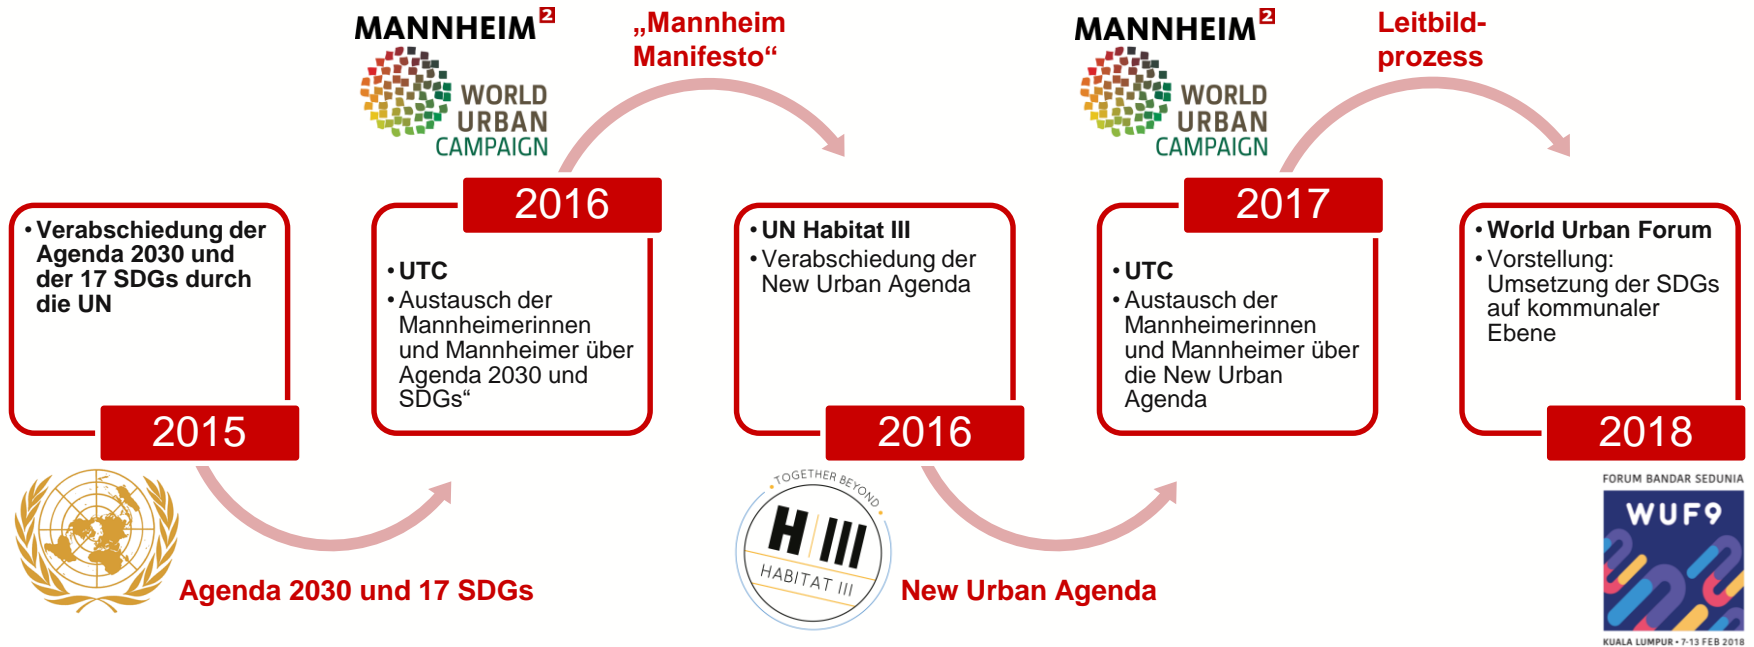 MANNHEIM²
WORLD
URBAN
CAMPAIGN
„Mannheim
Manifesto“
MANNHEIM²
WORLD
URBAN
CAMPAIGN
Leitbild-
prozess
• Verabschiedung der
Agenda 2030 und
der 17 SDGs durch
die UN
2015
Agenda 2030 und 17 SDGs
2016
• UTC
• Austausch der
Mannheimerinnen
und Mannheimer über
Agenda 2030 und
SDGs“
• UN Habitat III
• Verabschiedung der
New Urban Agenda
2016
• TOGETHER BEYOND •
H III
HABITAT III
New Urban Agenda
2017
• UTC
• Austausch der
Mannheimerinnen
und Mannheimer über
die New Urban
Agenda
• World Urban Forum
• Vorstellung:
Umsetzung der SDGs
auf kommunaler
Ebene
2018
FORUM BANDAR SEDUNIA
WUF9
KUALA LUMPUR • 7-13 FEB 2018